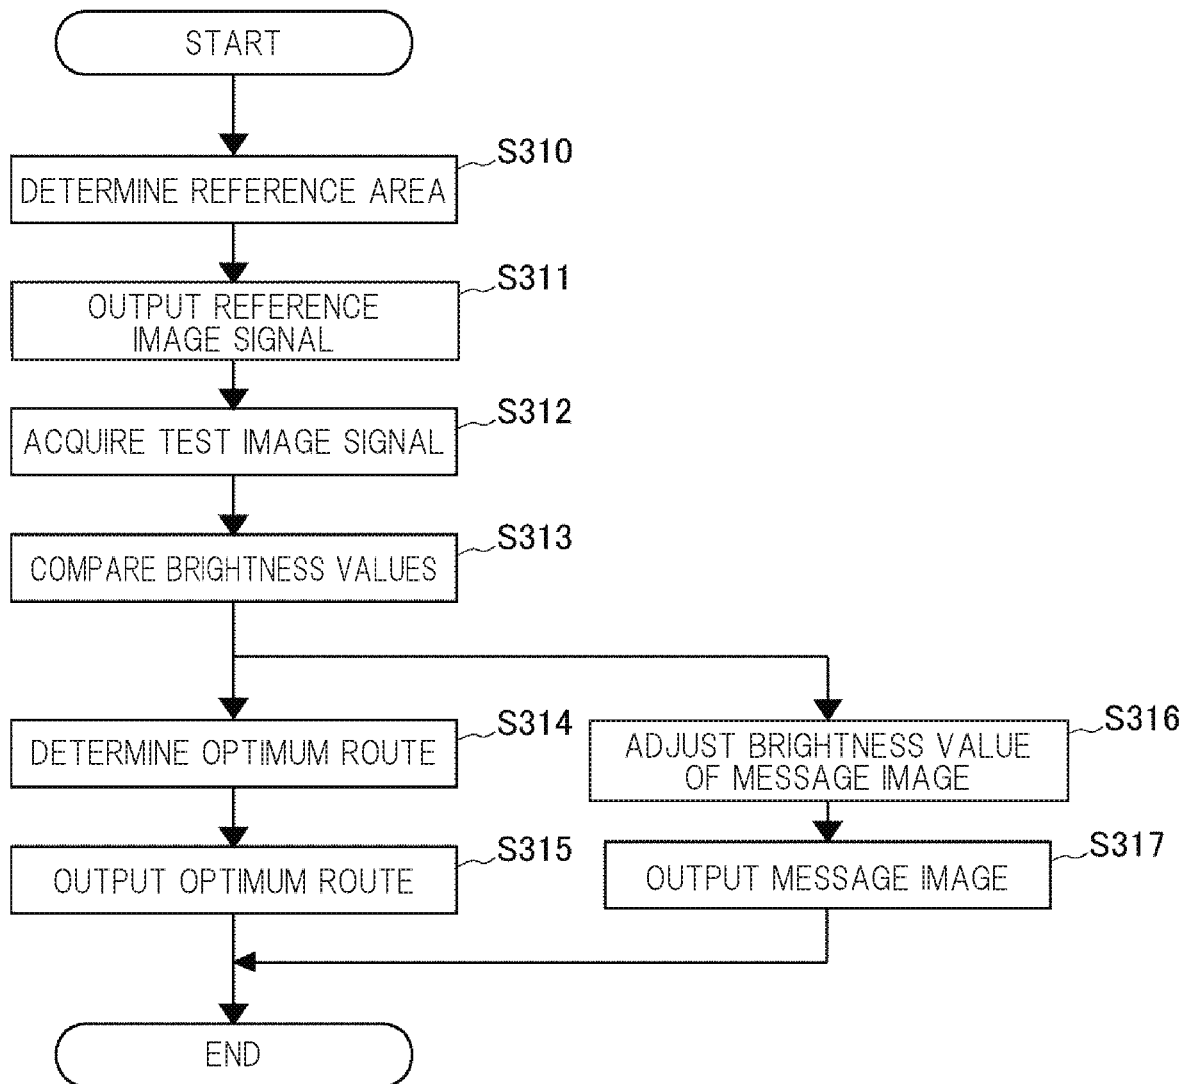 START
S310
DETERMINE REFERENCE AREA
S311
OUTPUT REFERENCE
IMAGE SIGNAL
S312
ACQUIRE TEST IMAGE SIGNAL
S313
COMPARE BRIGHTNESS VALUES
S314
DETERMINE OPTIMUM ROUTE
S316
ADJUST BRIGHTNESS VALUE
OF MESSAGE IMAGE
S315
OUTPUT OPTIMUM ROUTE
S317
OUTPUT MESSAGE IMAGE
END